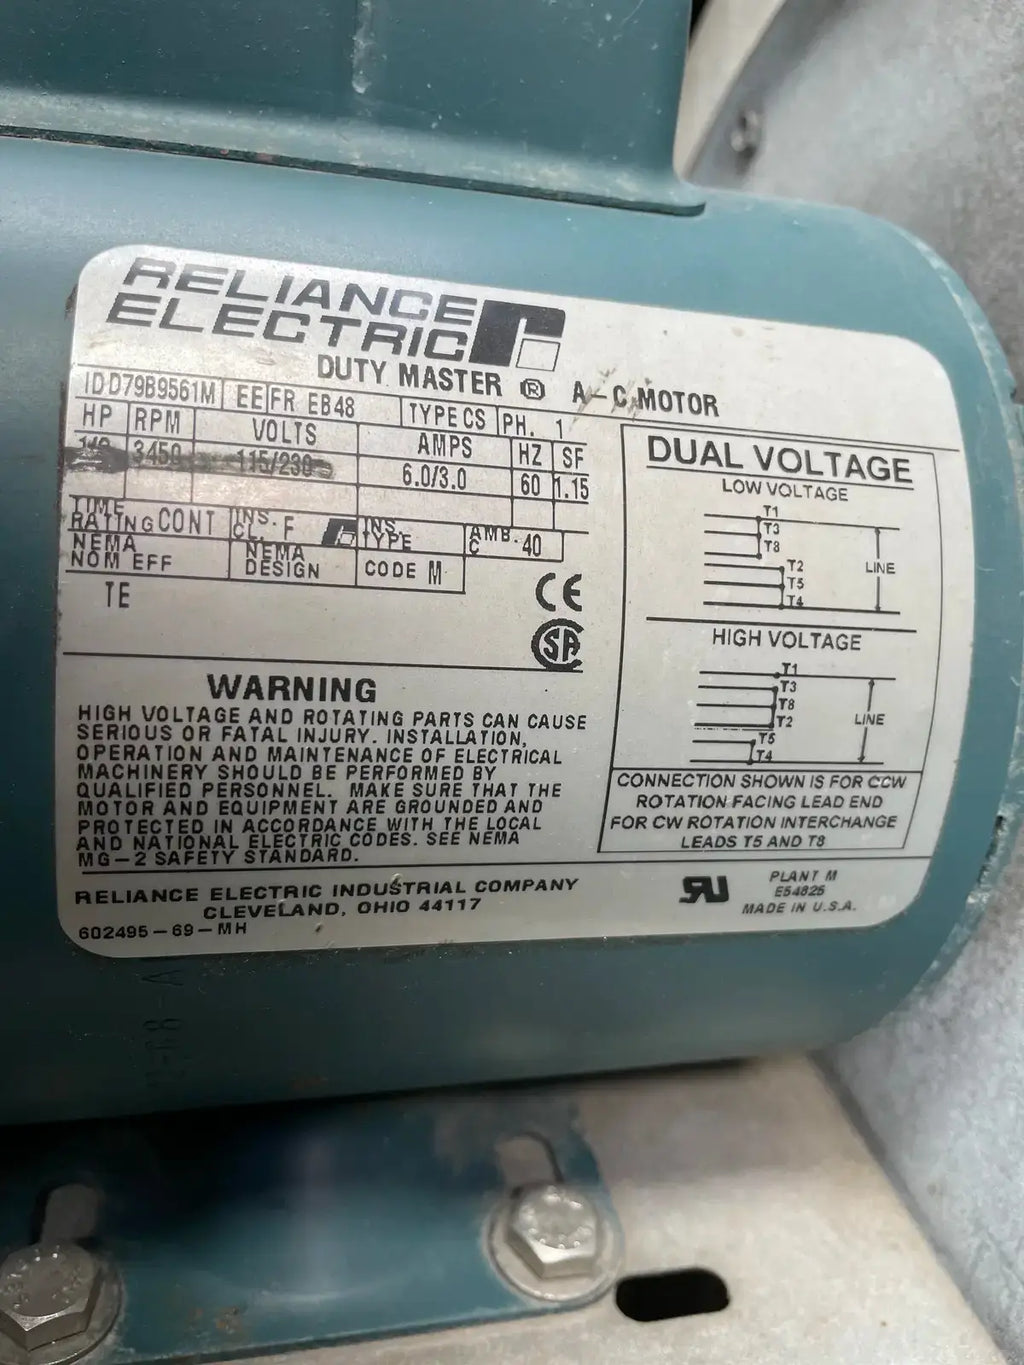 RELIANCE
ELECTRIC
DUTY MASTER ® A-C MOTOR
IDD79B9561M EE FR EB48 TYPE CS PH. 1
HP RPM VOLTS AMPS HZ SF
3450 115/230 6.0/3.0 60 1.15
TIME RATING CONT INS. CL. F INS. TYPE AMB. C 40
NEMA NOM EFF NEMA DESIGN CODE M
TE
CE
SA
WARNING
HIGH VOLTAGE AND ROTATING PARTS CAN CAUSE
SERIOUS OR FATAL INJURY. INSTALLATION,
OPERATION AND MAINTENANCE OF ELECTRICAL
MACHINERY SHOULD BE PERFORMED BY
QUALIFIED PERSONNEL. MAKE SURE THAT THE
MOTOR AND EQUIPMENT ARE GROUNDED AND
PROTECTED IN ACCORDANCE WITH THE LOCAL
AND NATIONAL ELECTRIC CODES. SEE NEMA
MG-2 SAFETY STANDARD.
DUAL VOLTAGE
LOW VOLTAGE
T1
T3
T8
T2
T5
T4
LINE
HIGH VOLTAGE
T1
T3
T8
T2
T5
T4
LINE
CONNECTION SHOWN IS FOR CCW
ROTATION FACING LEAD END
FOR CW ROTATION INTERCHANGE
LEADS T5 AND T8
RELIANCE ELECTRIC INDUSTRIAL COMPANY
CLEVELAND, OHIO 44117
602495-69-MH
RU
PLANT M
E54825
MADE IN U.S.A.